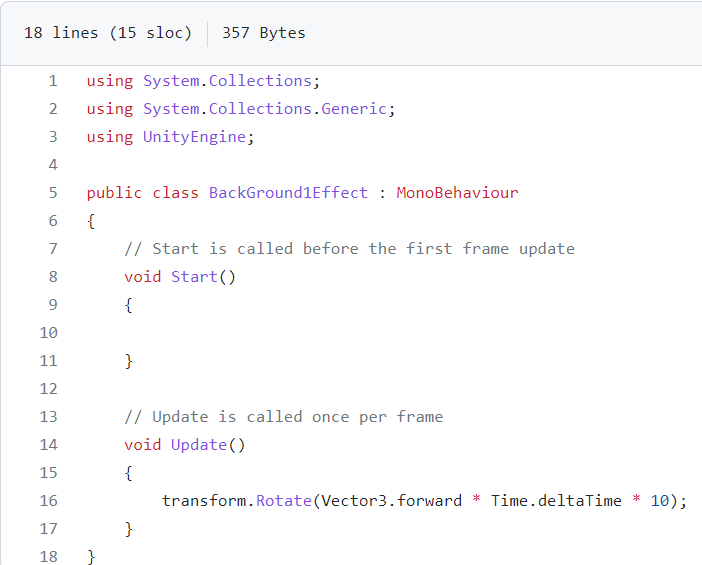 18 lines (15 sloc) 357 Bytes
1 using System.Collections;
2 using System.Collections.Generic;
3 using UnityEngine;
4
5 public class BackGround1Effect : MonoBehaviour
6 {
7     // Start is called before the first frame update
8     void Start()
9     {
10
11     }
12
13     // Update is called once per frame
14     void Update()
15     {
16         transform.Rotate(Vector3.forward * Time.deltaTime * 10);
17     }
18 }